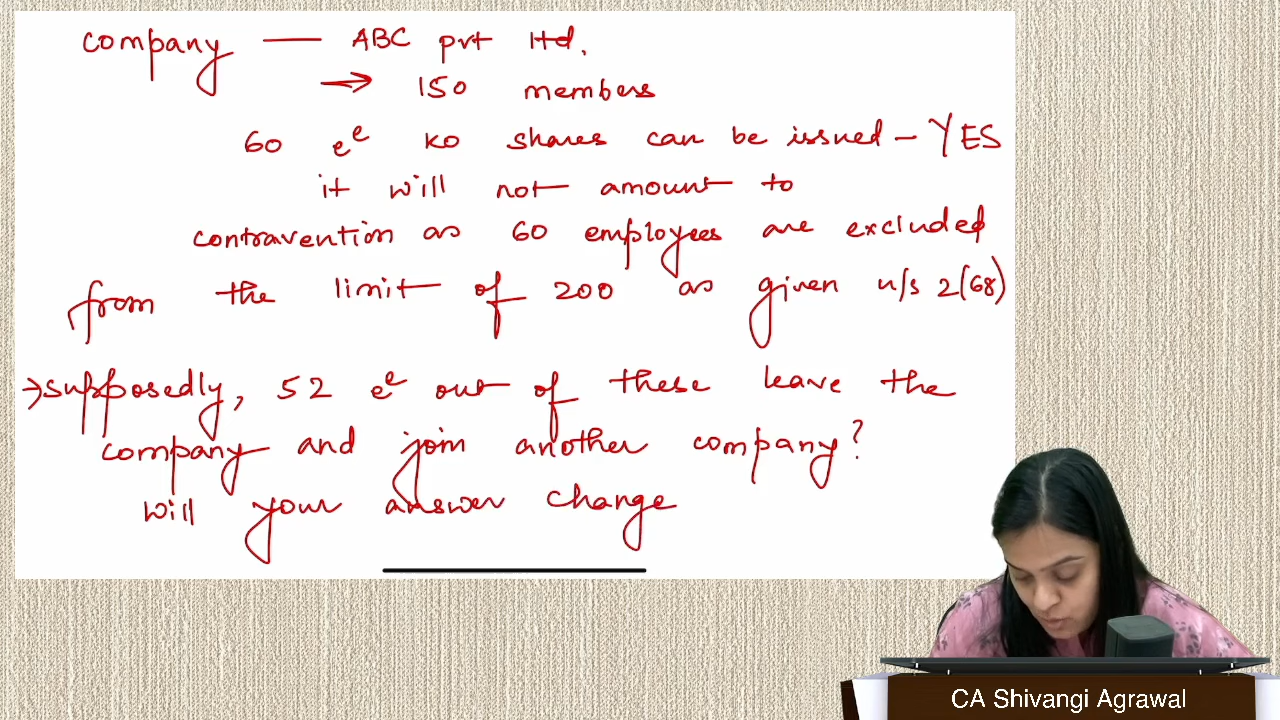 company — ABC pvt ltd.
→ 150 members
60 eᵉ ko shares can be issued - YES
it will not amount to
contravention as 60 employees are excluded
from the limit of 200 as given u/s 2(68)
→ supposedly, 52 eᵉ out of these leave the
company and join another company?
will your answer change
CA Shivangi Agrawal